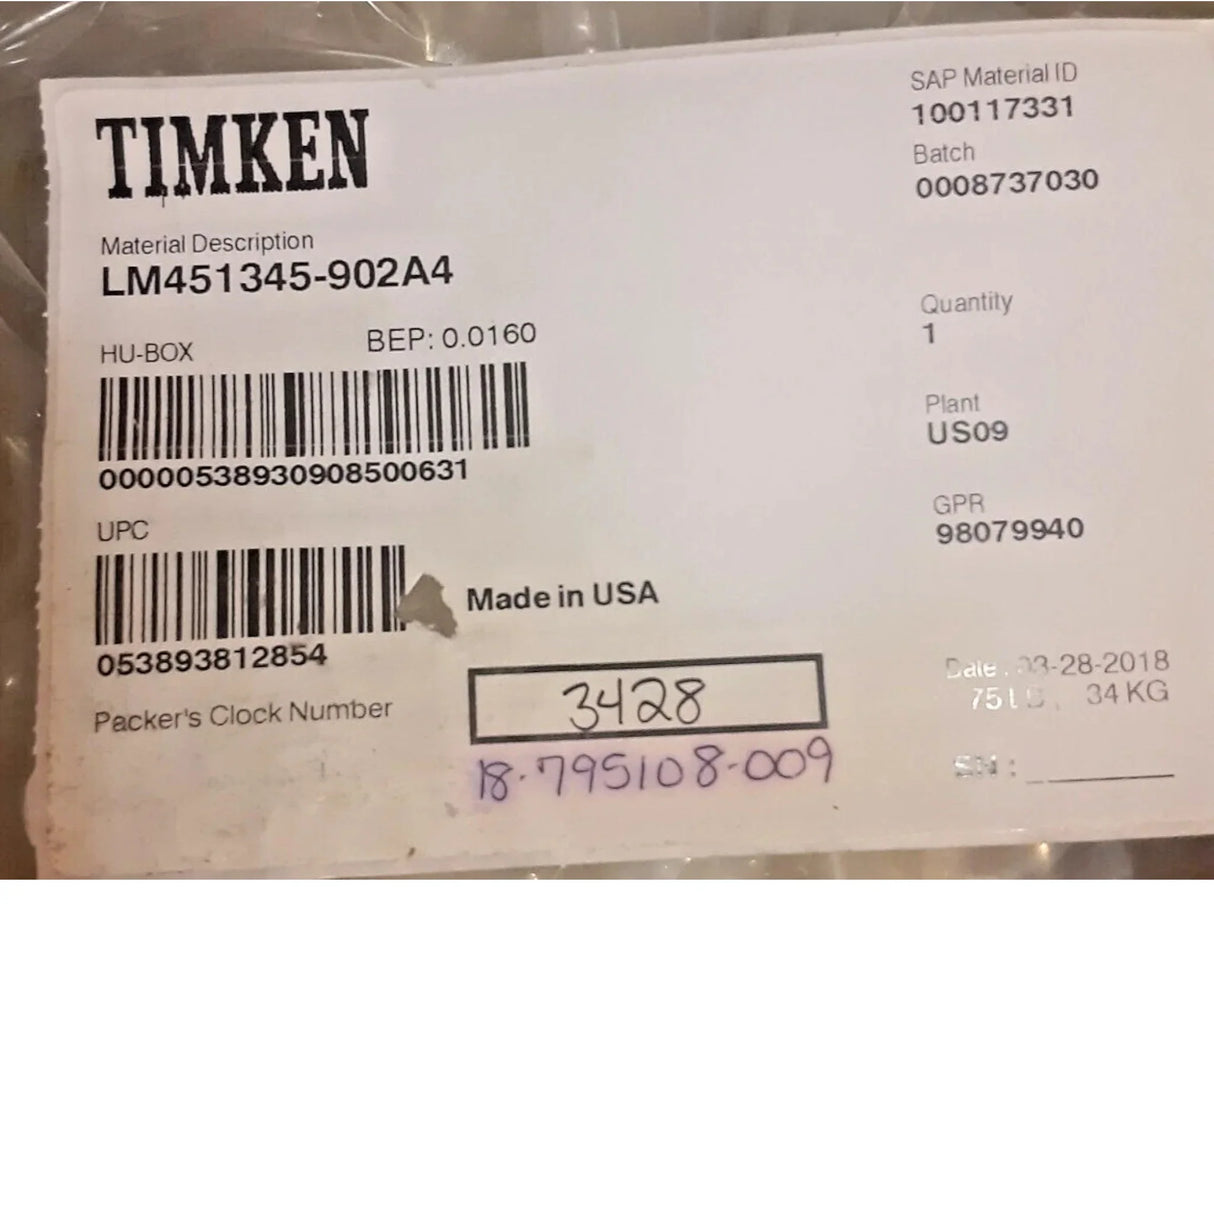 TIMKEN
Material Description
LM451345-902A4
HU-BOX BEP: 0.0160
00000538930908500631
UPC
053893812854
Made in USA
Packer's Clock Number 3428
18-795108-009
SAP Material ID
100117331
Batch
0008737030
Quantity
1
Plant
US09
GPR
98079940
Date : 03-28-2018
75 LB, 34 KG
SN :